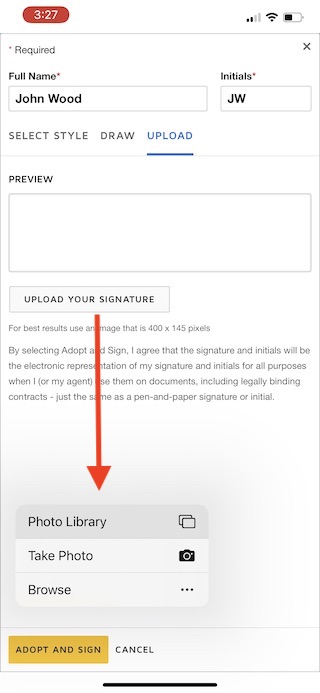 3:27
* Required
×
Full Name* Initials*
John Wood JW
SELECT STYLE DRAW UPLOAD
PREVIEW
UPLOAD YOUR SIGNATURE
For best results use an image that is 400 x 145 pixels
By selecting Adopt and Sign, I agree that the signature and initials will be
the electronic representation of my signature and initials for all purposes
when I (or my agent) use them on documents, including legally binding
contracts - just the same as a pen-and-paper signature or initial.
Photo Library
Take Photo
Browse
ADOPT AND SIGN CANCEL